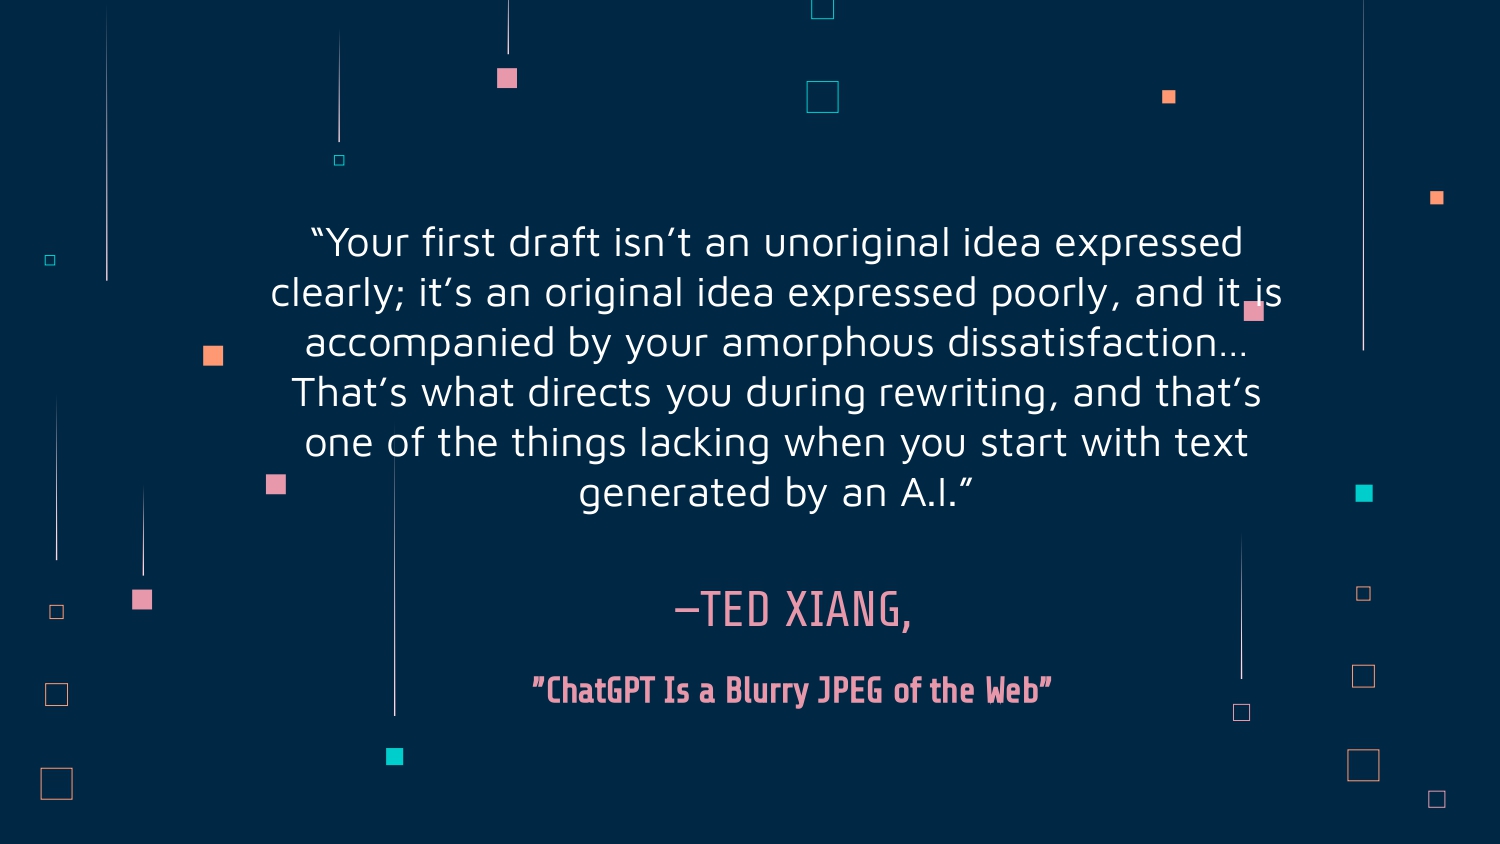 “Your first draft isn’t an unoriginal idea expressed
clearly; it’s an original idea expressed poorly, and it is
accompanied by your amorphous dissatisfaction...
That’s what directs you during rewriting, and that’s
one of the things lacking when you start with text
generated by an A.I.”
—TED XIANG,
”ChatGPT Is a Blurry JPEG of the Web”